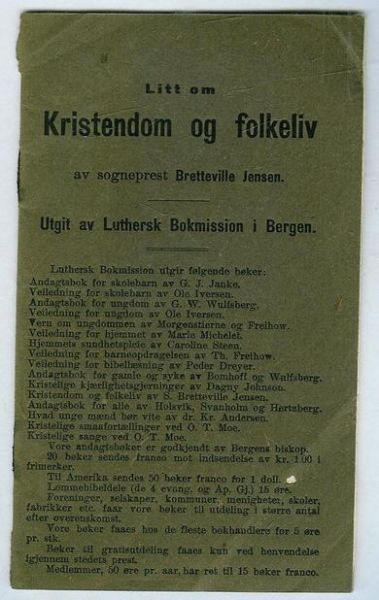 Litt om
Kristendom og folkeliv
av sogneprest Bretteville Jensen.
Utgit av Luthersk Bokmission i Bergen.
Luthersk Bokmission utgir følgende bøker:
Andagtsbok for skolebarn av G. J. Janke.
Veiledning for skolebarn av Ole Iversen.
Andagtsbok for ungdom av G. W. Wulfsberg.
Veiledning for ungdom av Ole Iversen.
Vern om ungdommen av Morgenstierne og Freihow.
Veiledning for hjemmet av Marie Michelet.
Hjemmets sundhetspleie av Caroline Steen.
Veiledning for barneopdragelsen av Th. Freihow.
Veiledning for bibellæsning av Peder Dreyer.
Andagtsbok for gamle og syke av Bomhoff og Wulfsberg.
Kristelige kjærlighetsgjerninger av Dagny Johnson.
Kristendom og folkeliv av S. Bretteville Jensen.
Andagtsbok for alle av Holsvik, Svanholm og Hertzberg.
Hvad unge mænd bør vite av dr. Kr. Andersen.
Kristelige smaafortællinger ved O. T. Moe.
Kristelige sange ved O. T. Moe.
Vore andagtsbøker er godkjendt av Bergens biskop.
20 bøker sendes franco mot indsendelse av kr. 1.00 i
frimerker.
Til Amerika sendes 50 bøker franco for 1 doll.
Lommebibeldele (de 4 evang. og Ap. Gj.) 15 øre.
Foreninger, selskaper, kommuner, menigheter, skoler,
fabrikker etc. faar vore bøker til utdeling i større antal
efter overenskomst.
Vore bøker faaes hos de fleste bokhandlere for 5 øre
pr. stk.
Bøker til gratisutdeling faaes kun ved henvendelse
igjennem stedets prest.
Medlemmer, 50 øre pr. aar, har ret til 15 bøker franco.